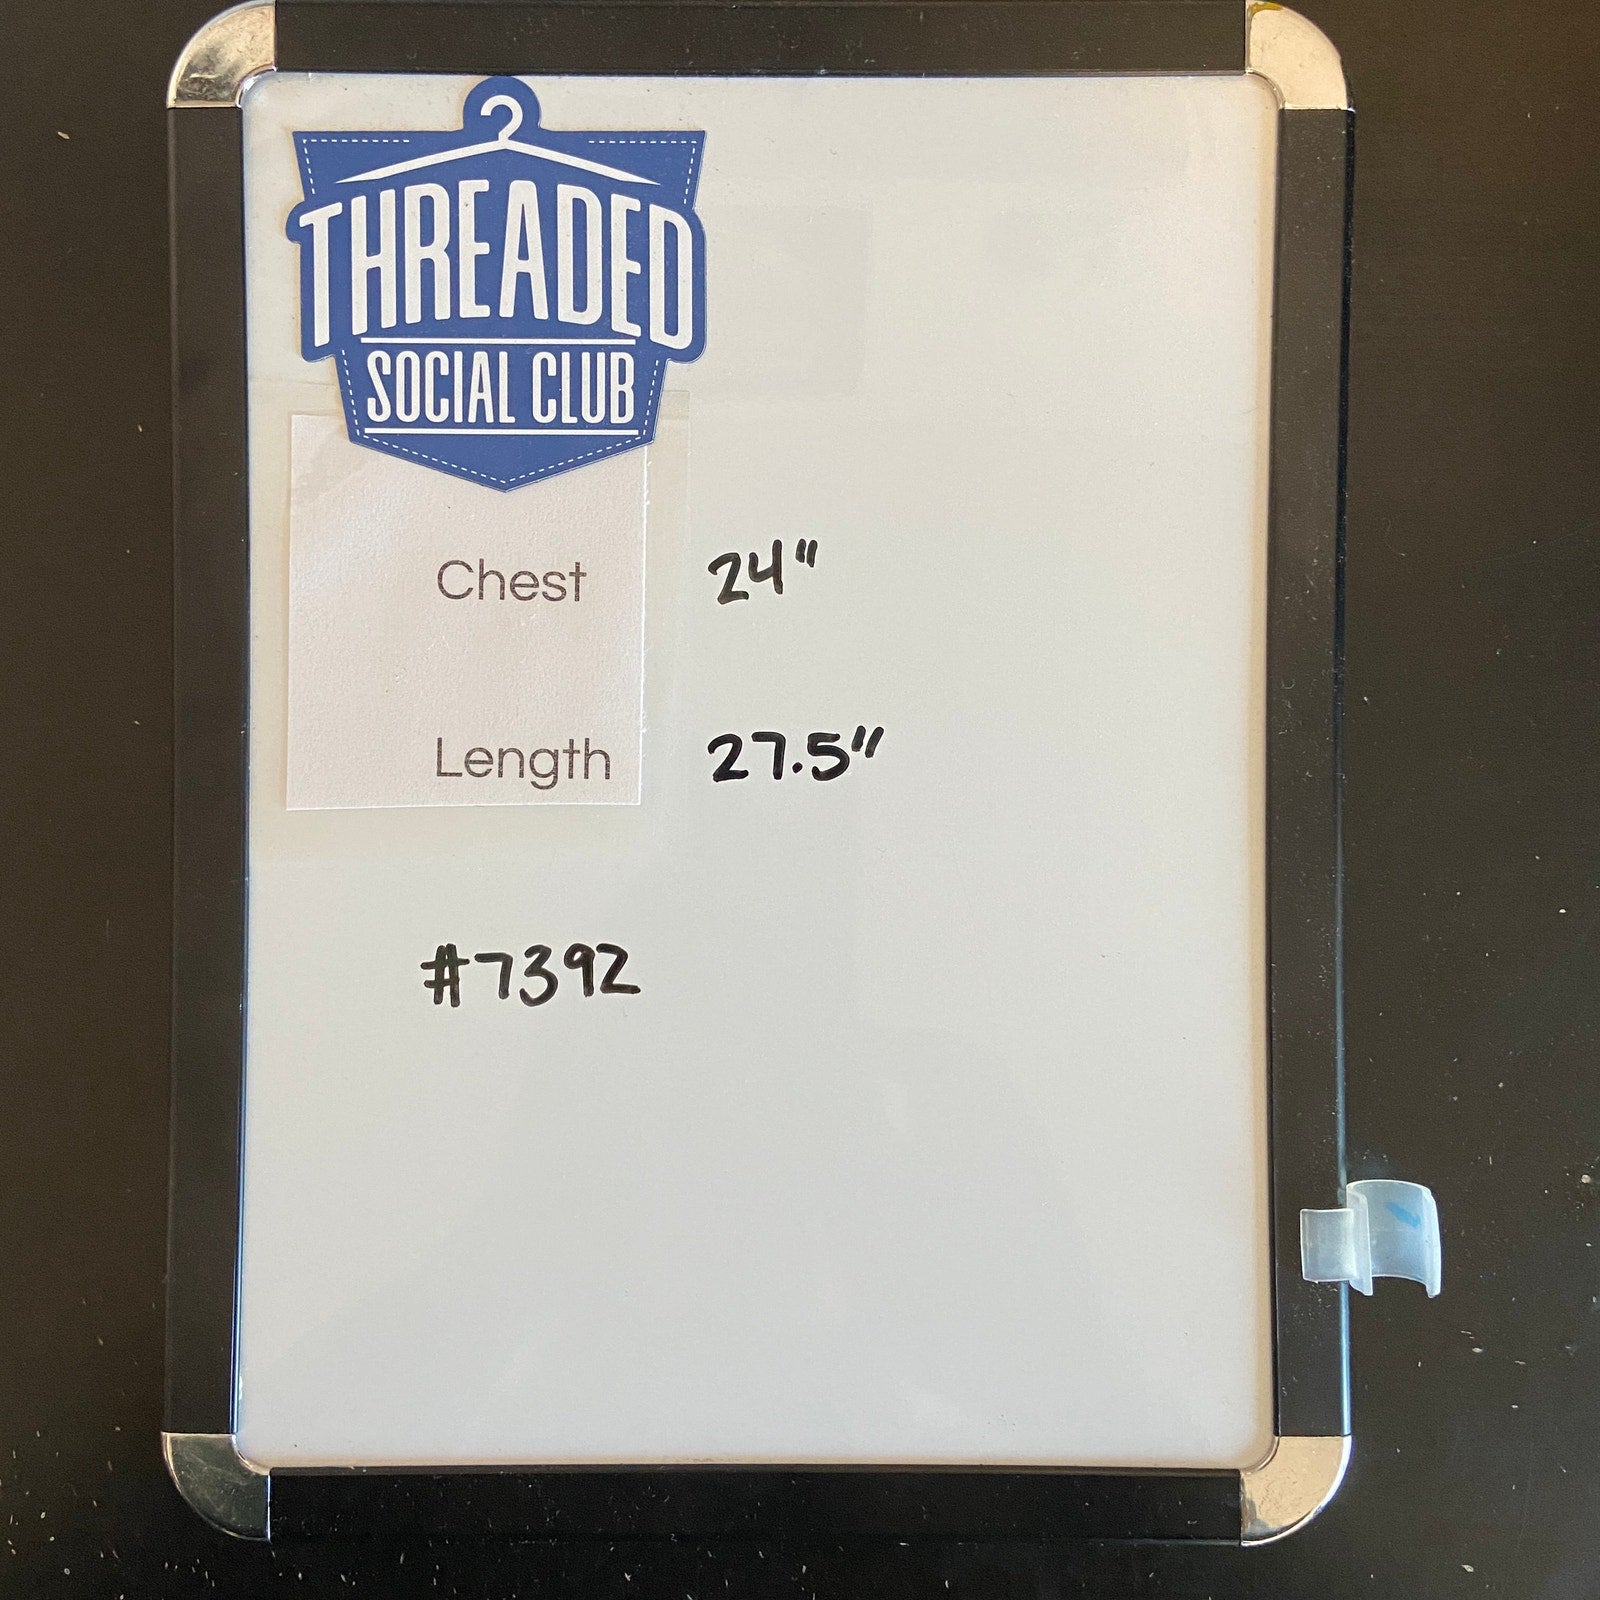 THREADED
SOCIAL CLUB
Chest 24"
Length 27.5"
#7392